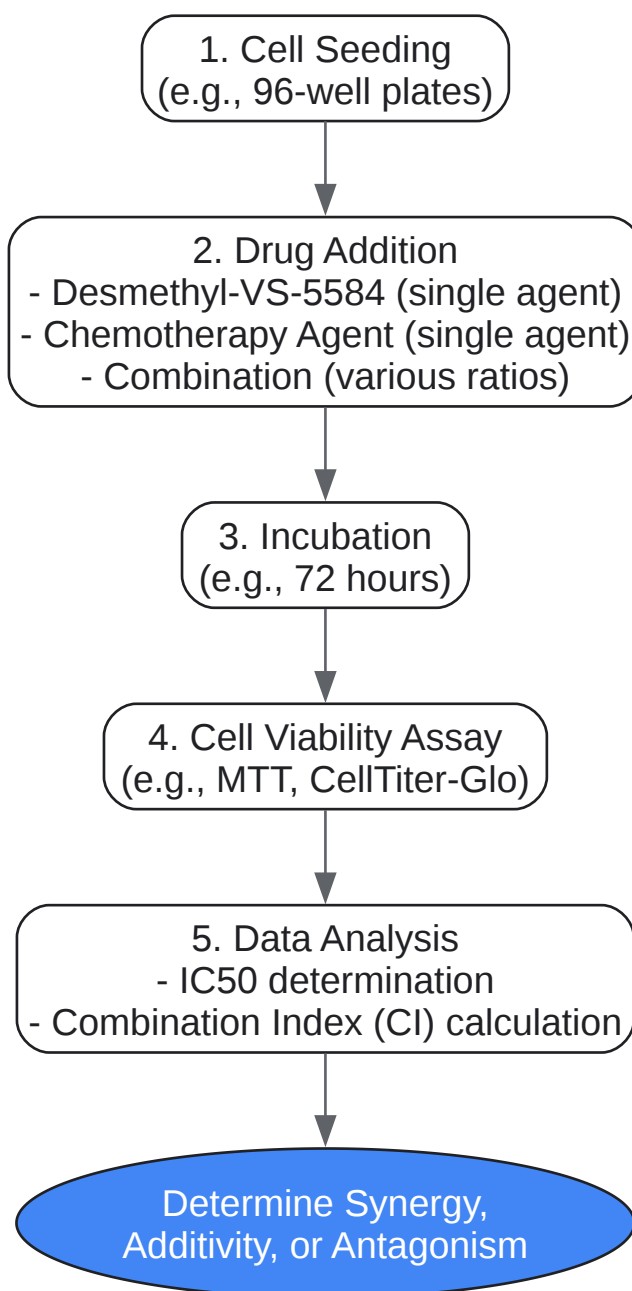 1. Cell Seeding
(e.g., 96-well plates)
2. Drug Addition
- Desmethyl-VS-5584 (single agent)
- Chemotherapy Agent (single agent)
- Combination (various ratios)
3. Incubation
(e.g., 72 hours)
4. Cell Viability Assay
(e.g., MTT, CellTiter-Glo)
5. Data Analysis
- IC50 determination
- Combination Index (CI) calculation
Determine Synergy,
Additivity, or Antagonism